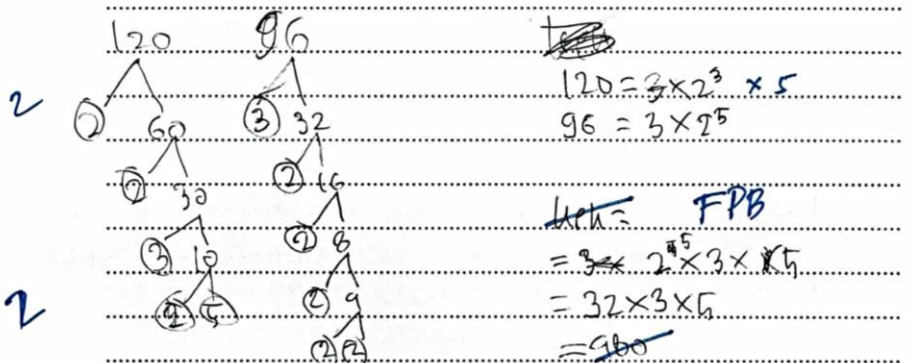 120 96
120 = 3 × 2³ × 5
2
2 60 3 32
96 = 3 × 2⁵
2 30 2 16
FPB
3 10 2 8
= 2⁵ × 3 × 5
2
2 5 2
= 32 × 3 × 5
2 2
= 480